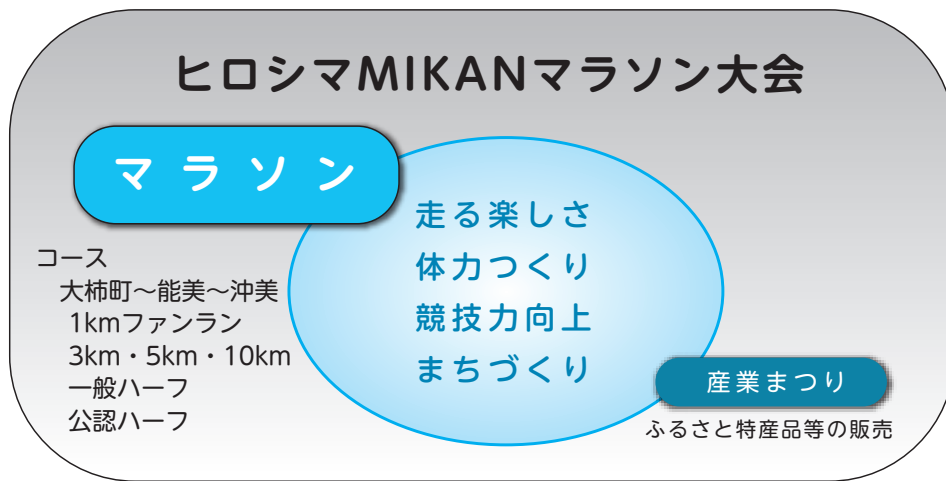 ヒロシマMIKANマラソン大会
マラソン
走る楽しさ
体力つくり
競技力向上
まちづくり
コース
大柿町～能美～沖美
1kmファンラン
3km・5km・10km
一般ハーフ
公認ハーフ
産業まつり
ふるさと特産品等の販売